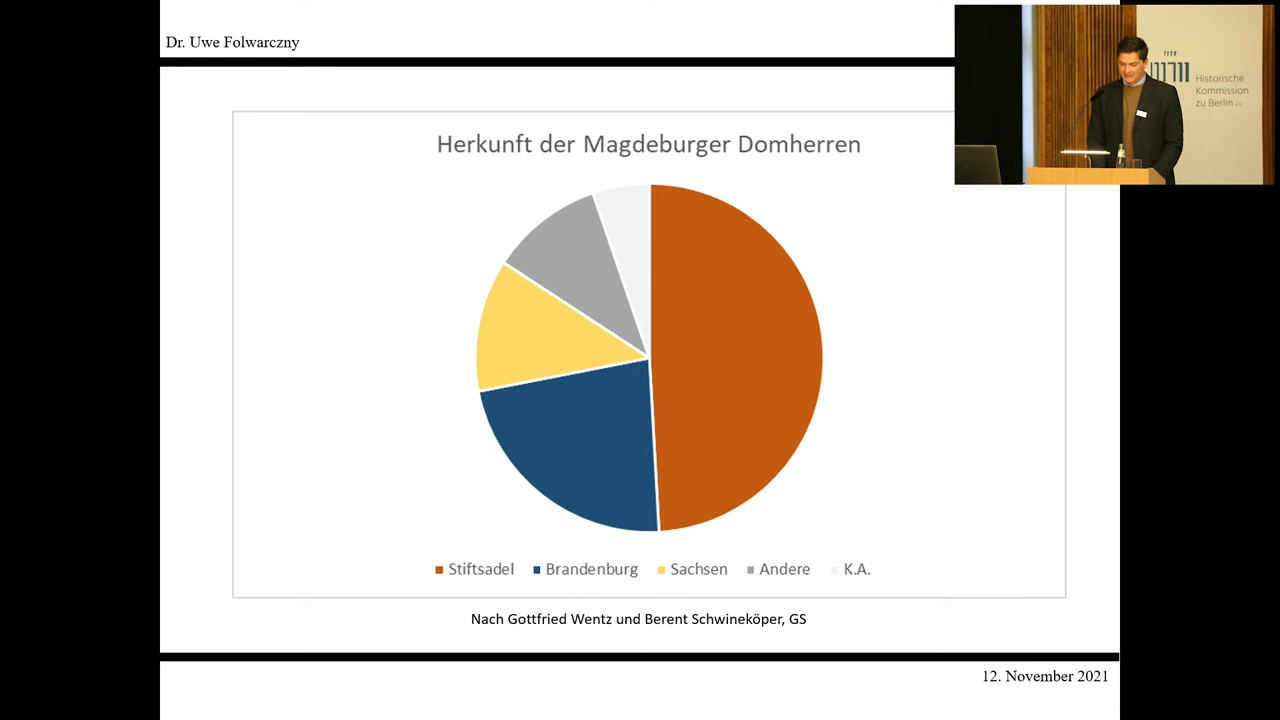 Dr. Uwe Folwarczny
Historische
Kommission
zu Berlin e.V.
Herkunft der Magdeburger Domherren
Stiftsadel Brandenburg Sachsen Andere K.A.
Nach Gottfried Wentz und Berent Schwineköper, GS
12. November 2021